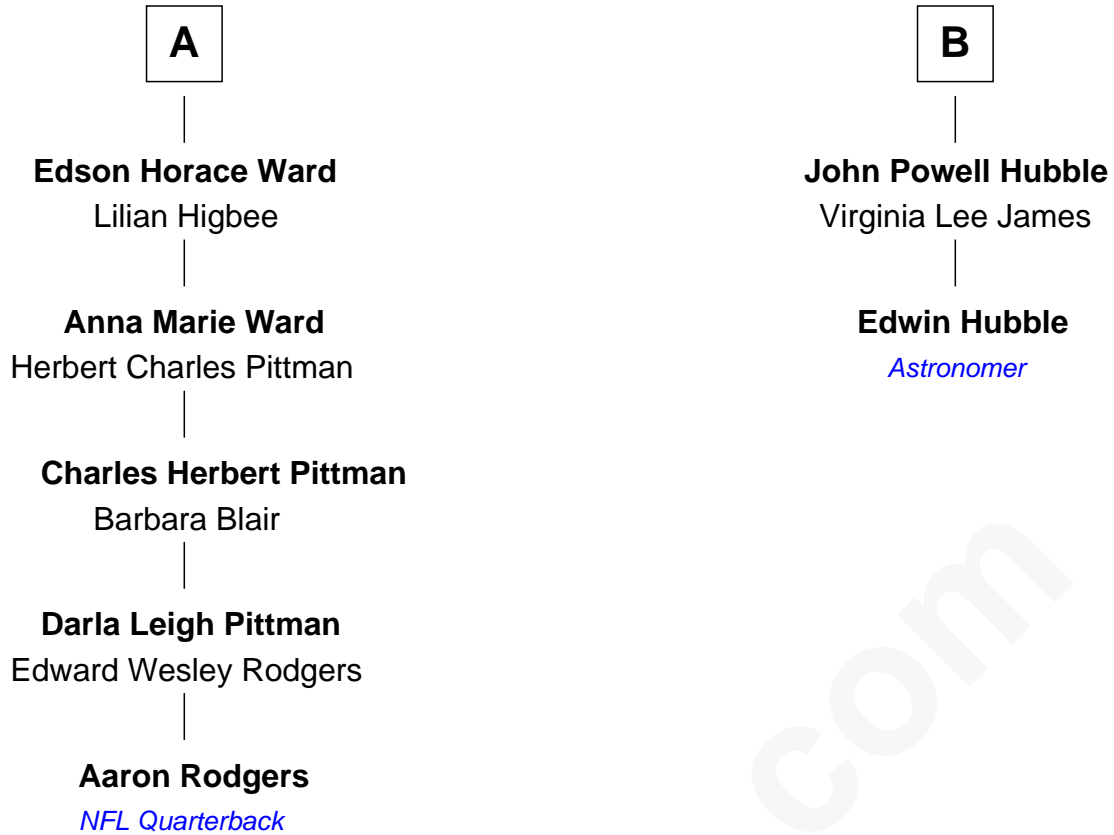 A
Edson Horace Ward
Lilian Higbee
Anna Marie Ward
Herbert Charles Pittman
Charles Herbert Pittman
Barbara Blair
Darla Leigh Pittman
Edward Wesley Rodgers
Aaron Rodgers
NFL Quarterback
B
John Powell Hubble
Virginia Lee James
Edwin Hubble
Astronomer
com